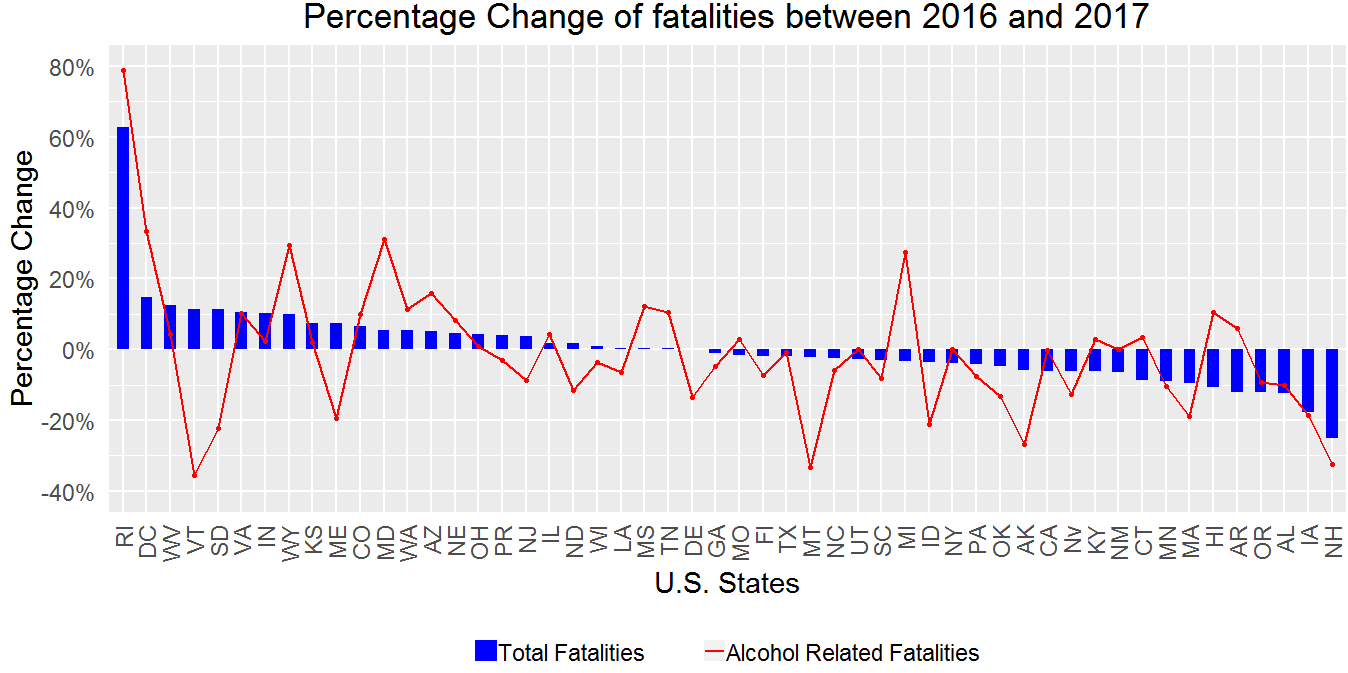 Percentage Change of fatalities between 2016 and 2017
Percentage Change
80%
60%
40%
20%
0%
-20%
-40%
RI DC WV VT SD VA IN WY KS ME CO MD WA AZ NE OH PR NJ IL ND WI LA MS TN DE GA MO FI TX MT NC UT SC MI ID NY PA OK AK CA Nv KY NM CT MN MA HI AR OR AL IA NH
U.S. States
Total Fatalities Alcohol Related Fatalities